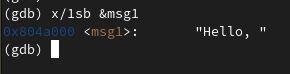 (gdb) x/1sb &msg1
0x804a000 <msg1>:       "Hello, "
(gdb)